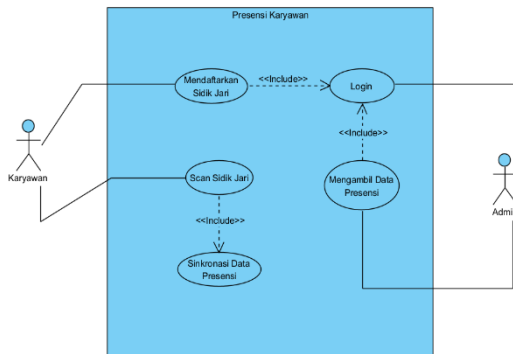 Presensi Karyawan
Mendaftarkan
Sidik Jari
<<Include>>
Login
<<Include>>
Karyawan
Scan Sidik Jari
Mengambil Data
Presensi
Admi
<<Include>>
Sinkronasi Data
Presensi